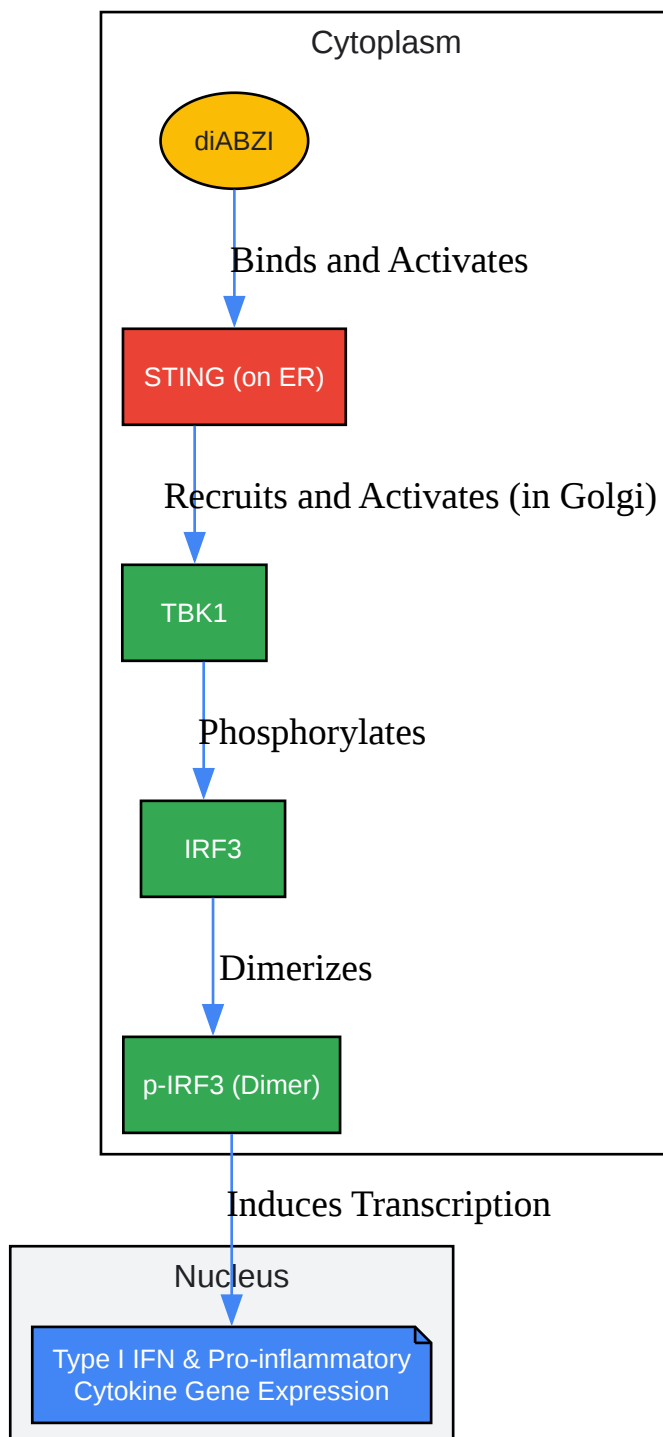 Cytoplasm
diABZI
Binds and Activates
STING (on ER)
Recruits and Activates (in Golgi)
TBK1
Phosphorylates
IRF3
Dimerizes
p-IRF3 (Dimer)
Induces Transcription
Nucleus
Type I IFN & Pro-inflammatory
Cytokine Gene Expression